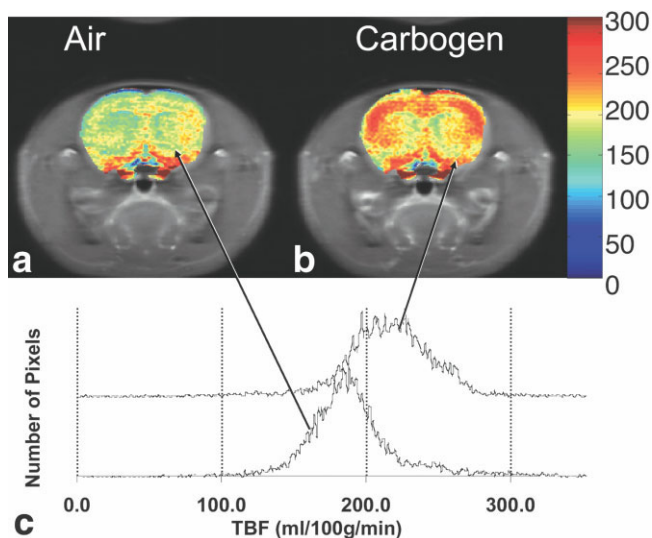 Air
Carbogen
300
250
200
150
100
50
0
a
b
Number of Pixels
0.0 100.0 200.0 300.0
TBF (ml/100g/min)
c